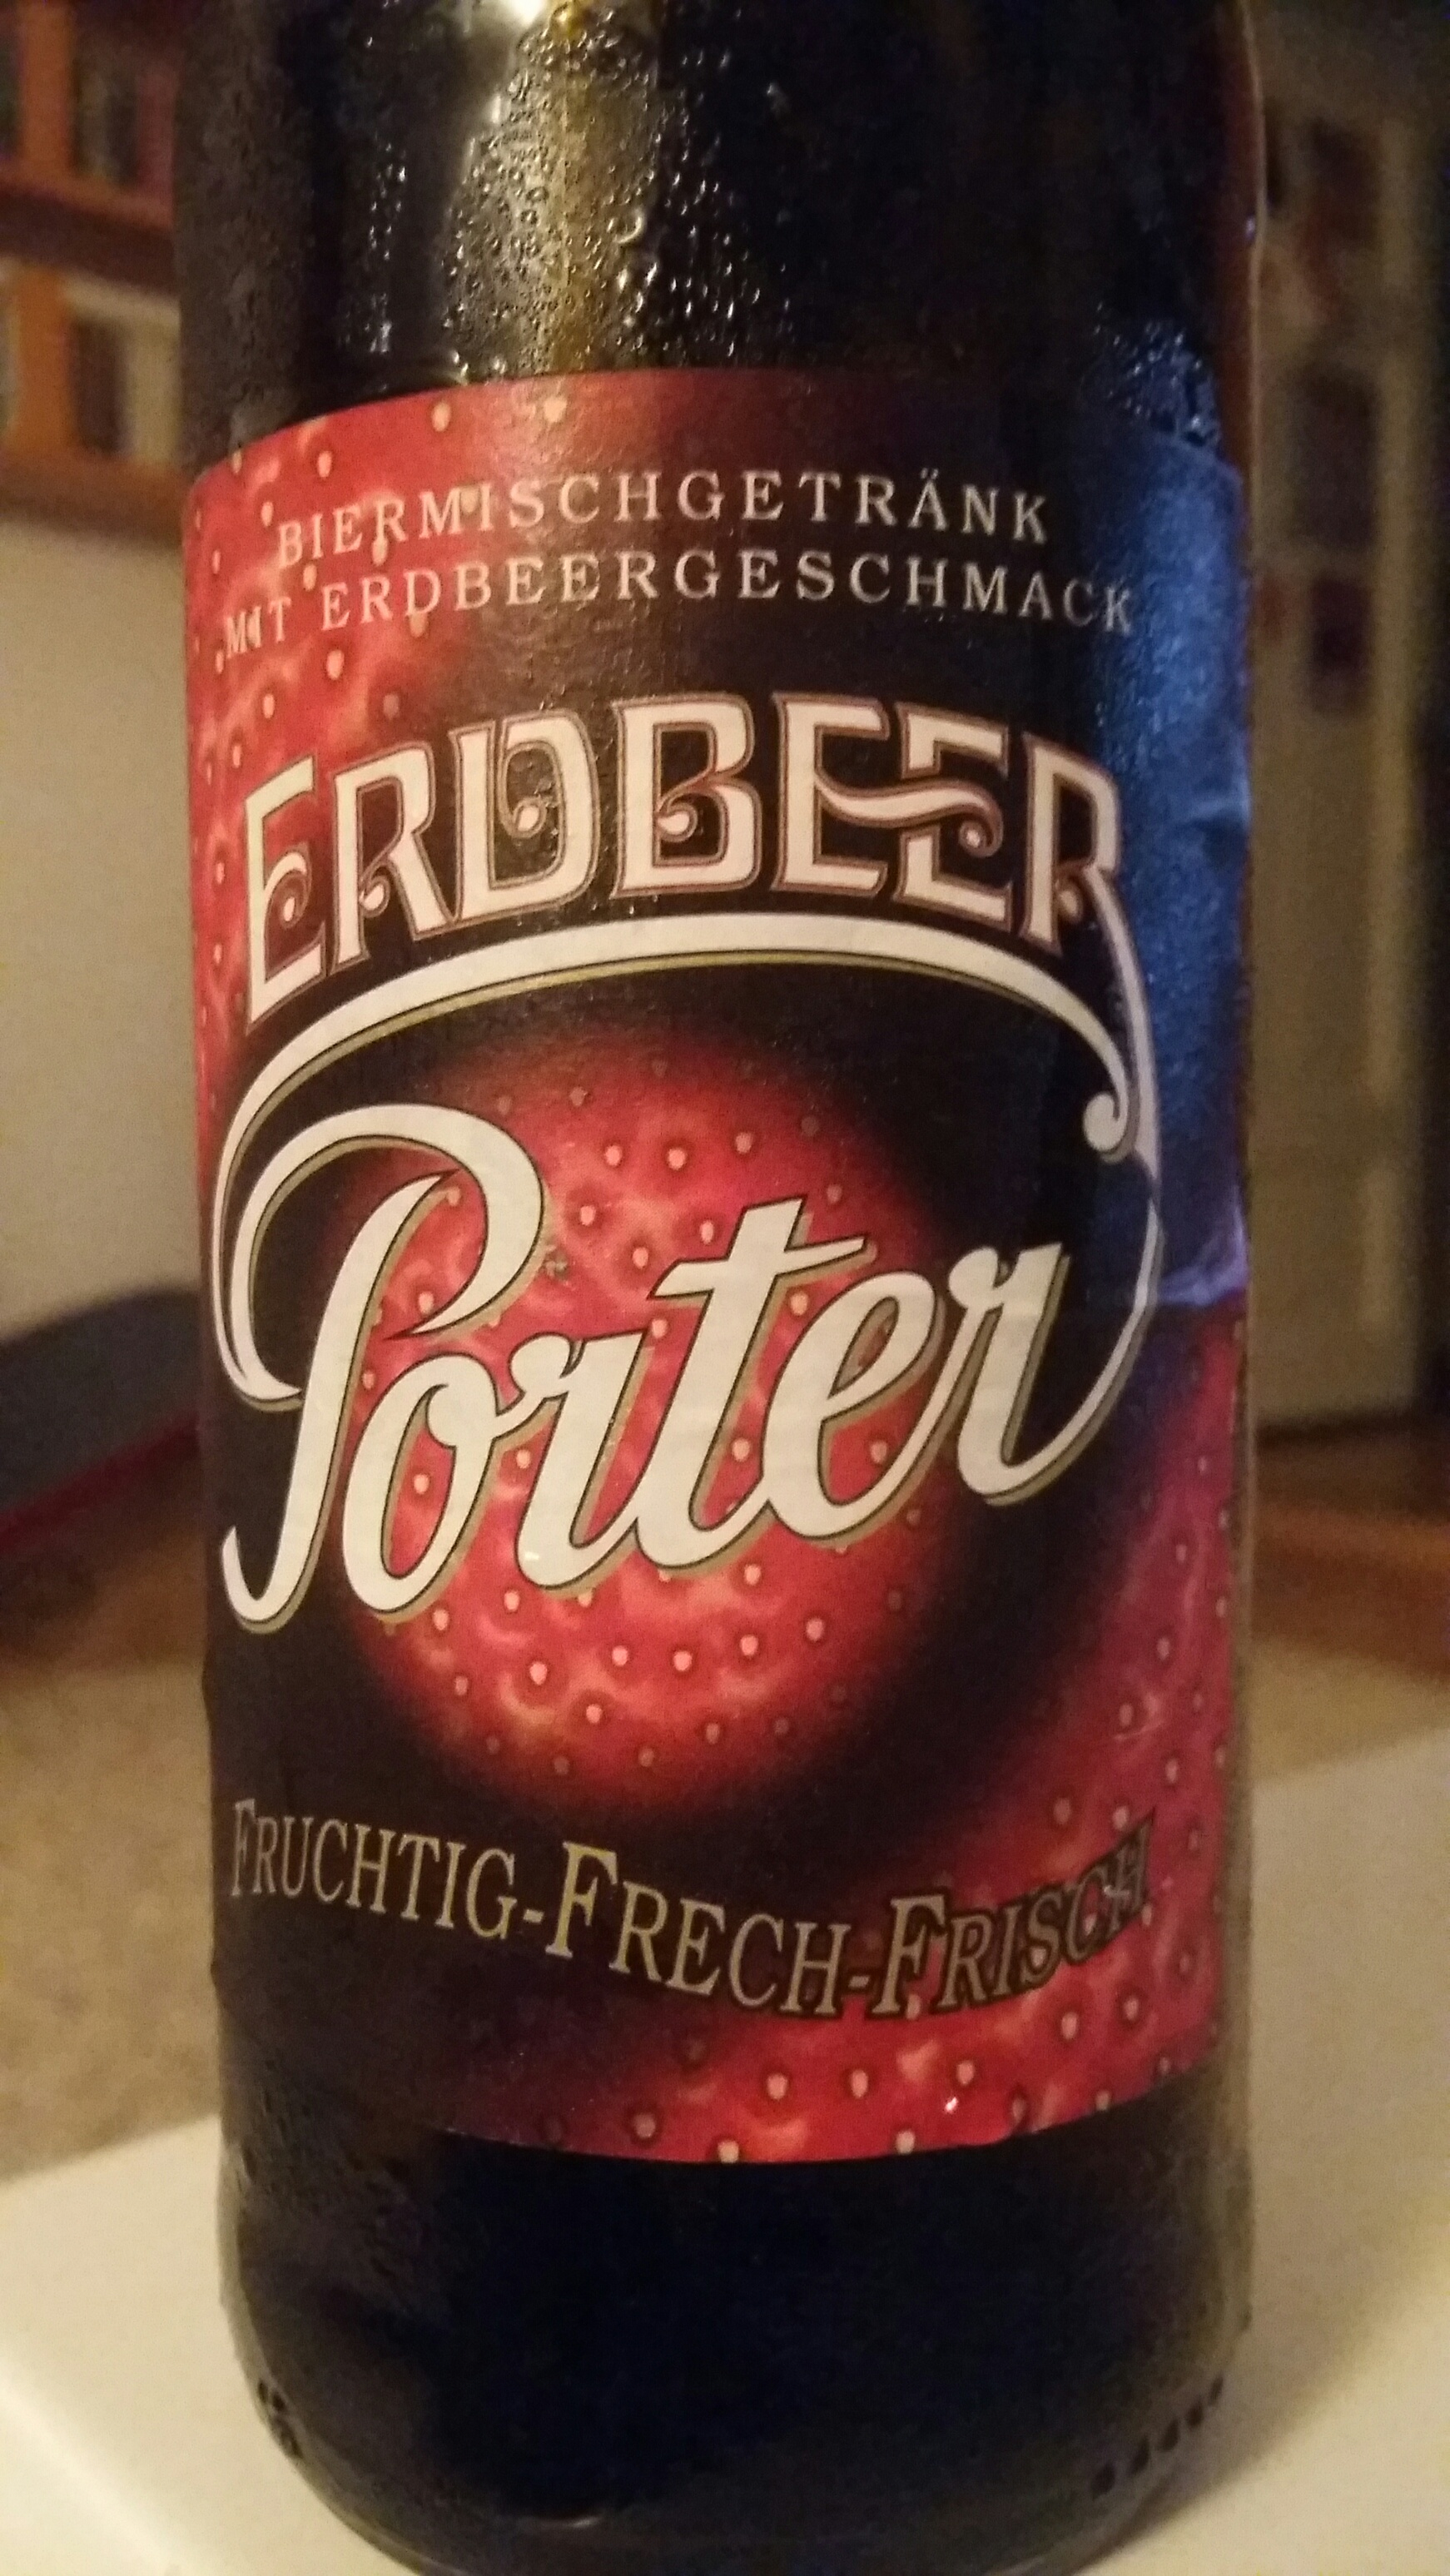 BIERMISCHGETRÄNK
MIT ERDBEERGESCHMACK
ERDBEER
Porter
FRUCHTIG-FRECH-FRISCH